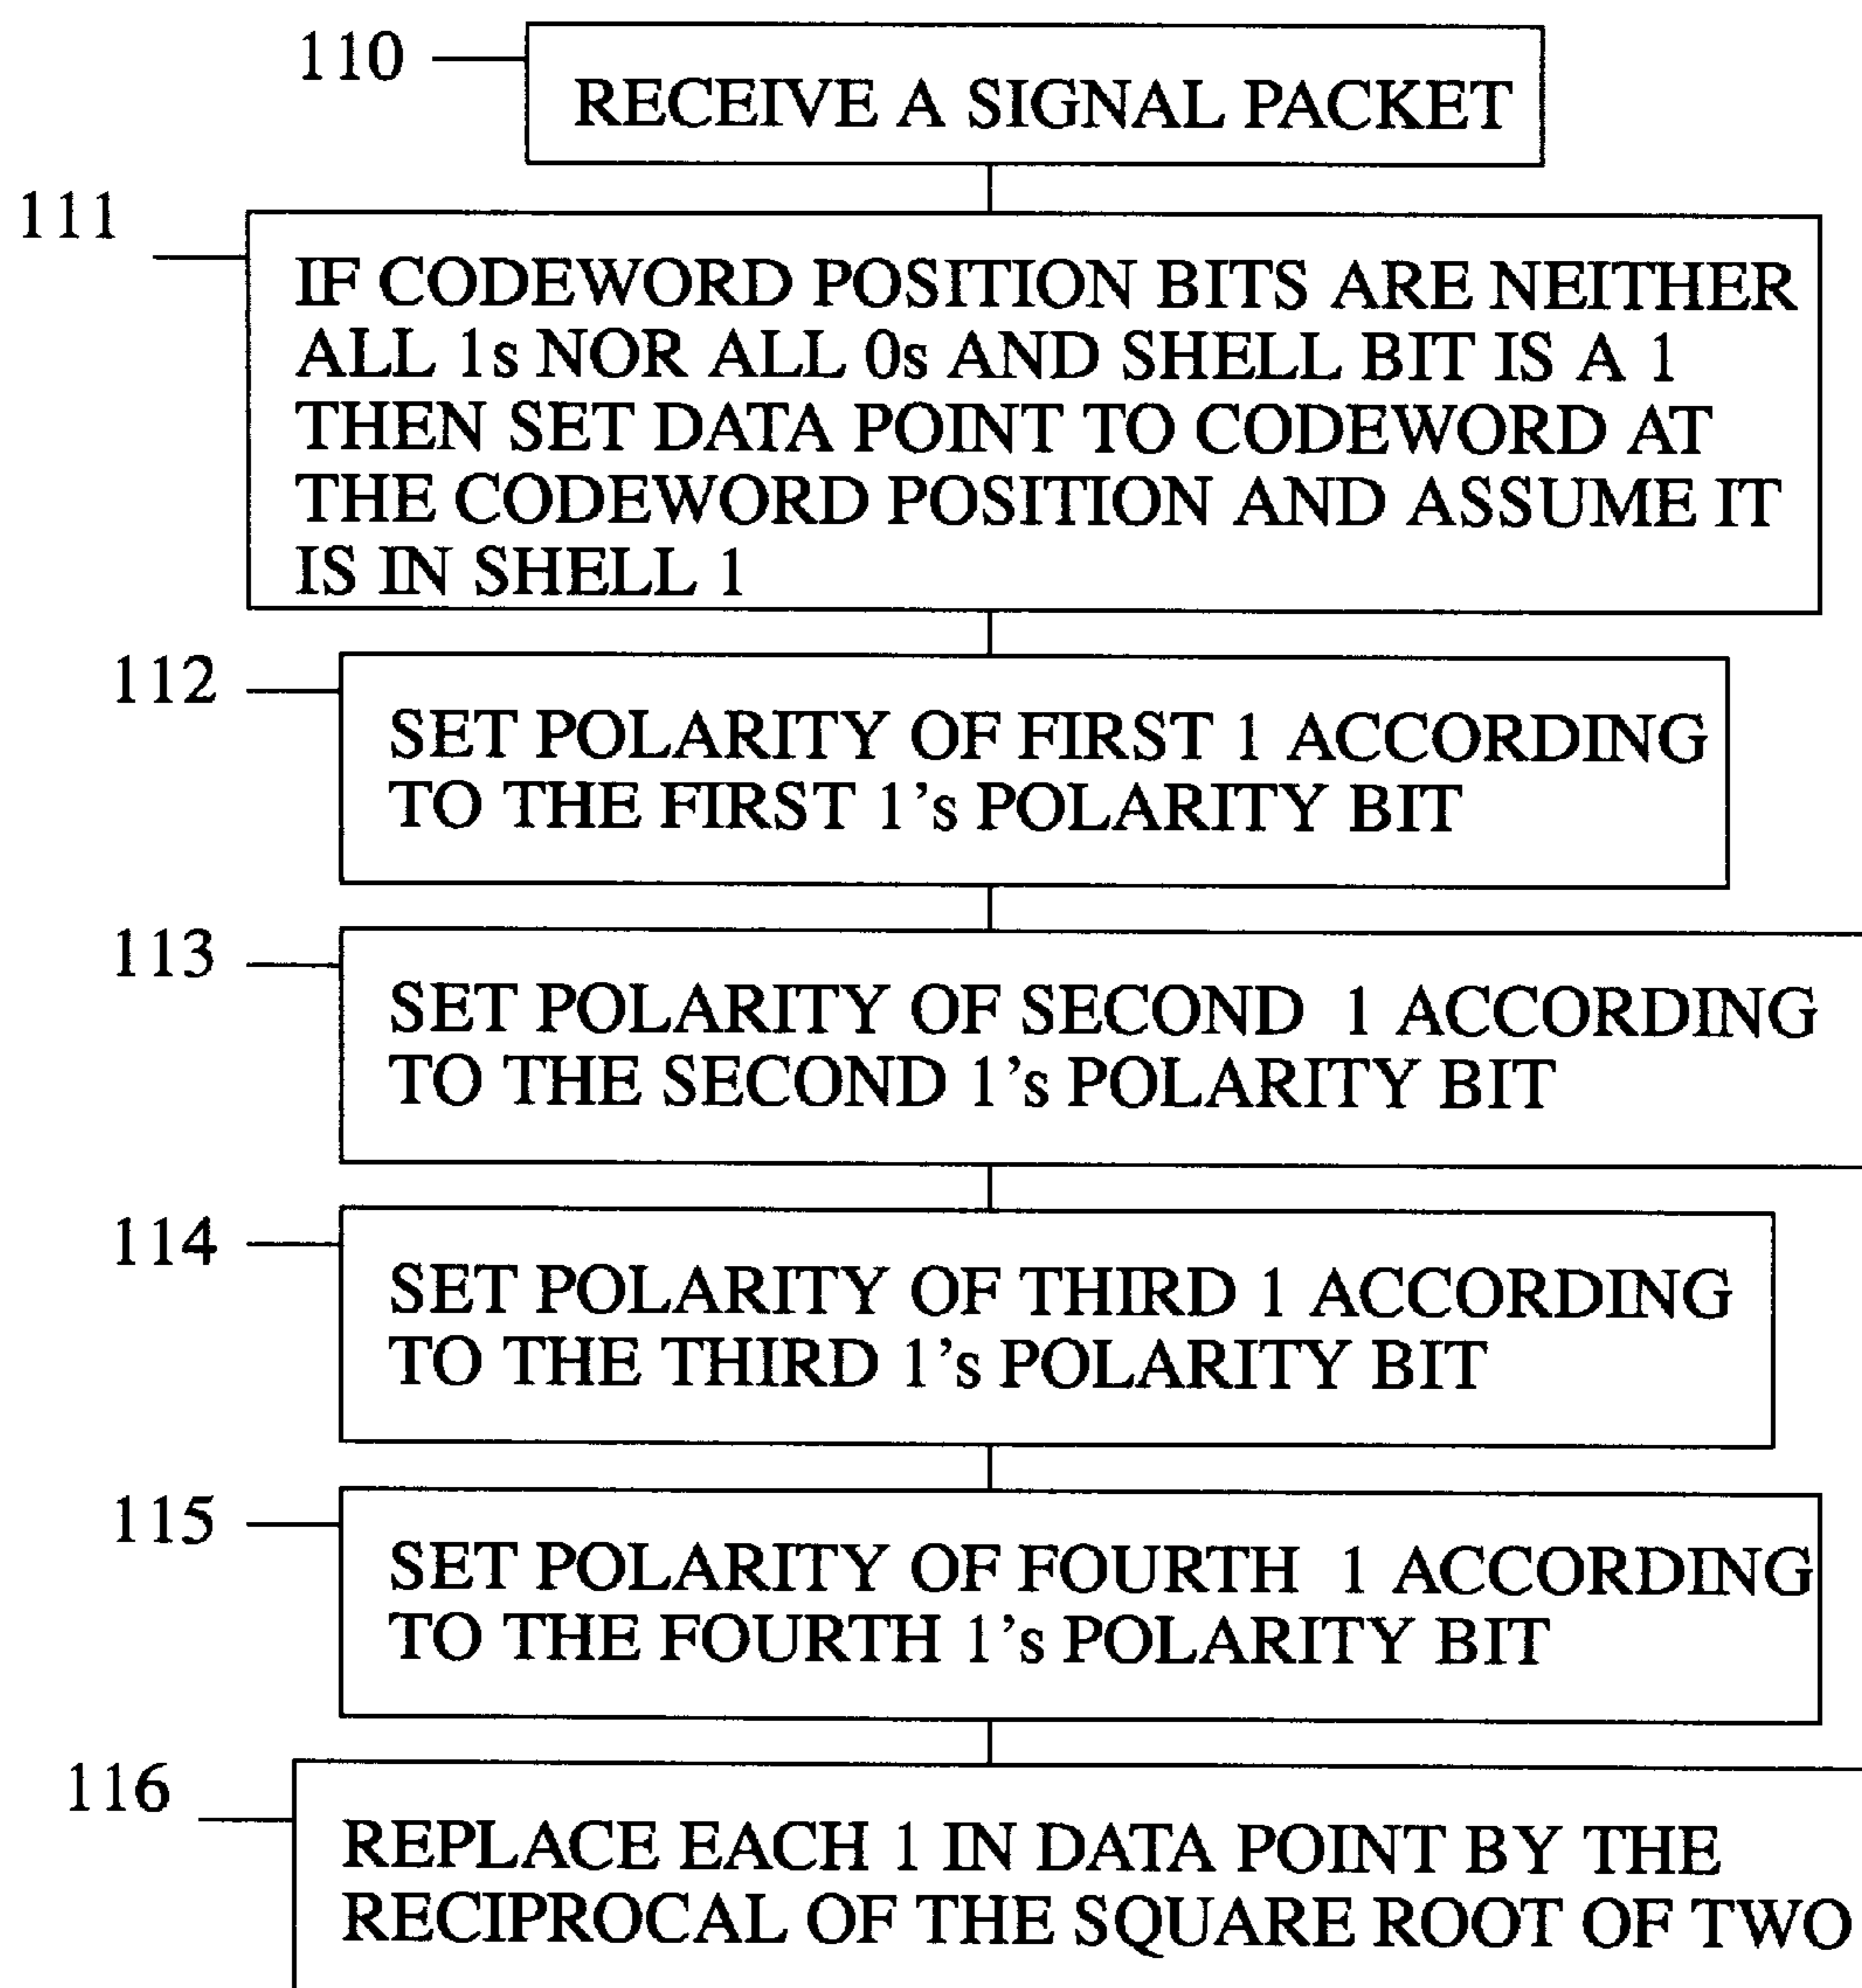 110
RECEIVE A SIGNAL PACKET
111
IF CODEWORD POSITION BITS ARE NEITHER
ALL 1s NOR ALL 0s AND SHELL BIT IS A 1
THEN SET DATA POINT TO CODEWORD AT
THE CODEWORD POSITION AND ASSUME IT
IS IN SHELL 1
112
SET POLARITY OF FIRST 1 ACCORDING
TO THE FIRST 1's POLARITY BIT
113
SET POLARITY OF SECOND 1 ACCORDING
TO THE SECOND 1's POLARITY BIT
114
SET POLARITY OF THIRD 1 ACCORDING
TO THE THIRD 1's POLARITY BIT
115
SET POLARITY OF FOURTH 1 ACCORDING
TO THE FOURTH 1's POLARITY BIT
116
REPLACE EACH 1 IN DATA POINT BY THE
RECIPROCAL OF THE SQUARE ROOT OF TWO